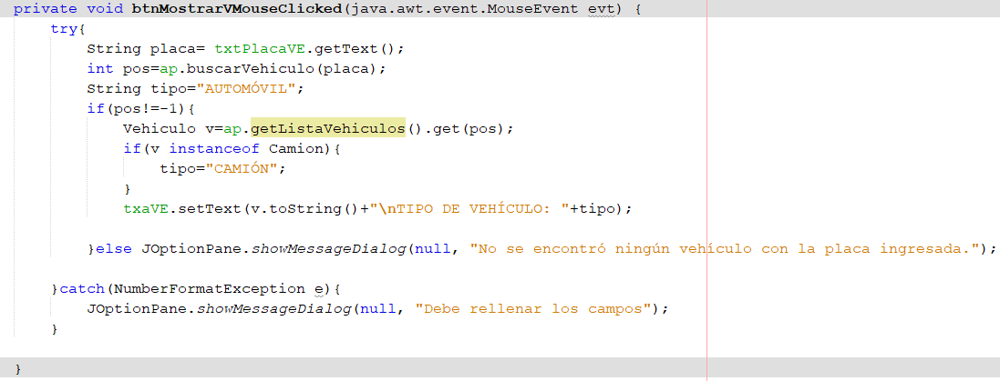 private void btnMostrarVMouseClicked(java.awt.event.MouseEvent evt) {
try{
String placa= txtPlacaVE.getText();
int pos=ap.buscarVehiculo(placa);
String tipo="AUTOMÓVIL";
if(pos!=-1){
Vehiculo v=ap.getListaVehiculos().get(pos);
if(v instanceof Camion){
tipo="CAMIÓN";
}
txaVE.setText(v.toString()+"\nTIPO DE VEHÍCULO: "+tipo);
}else JOptionPane.showMessageDialog(null, "No se encontró ningún vehículo con la placa ingresada.");
}catch(NumberFormatException e){
JOptionPane.showMessageDialog(null, "Debe rellenar los campos");
}
}